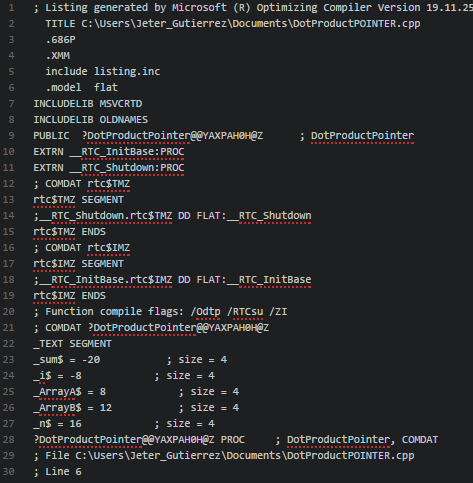 1 ; Listing generated by Microsoft (R) Optimizing Compiler Version 19.11.25
2 TITLE C:\Users\Jeter_Gutierrez\Documents\DotProductPOINTER.cpp
3 .686P
4 .XMM
5 include listing.inc
6 .model flat
7 INCLUDELIB MSVCRTD
8 INCLUDELIB OLDNAMES
9 PUBLIC ?DotProductPointer@@YAXPAH0H@Z ; DotProductPointer
10 EXTRN __RTC_InitBase:PROC
11 EXTRN __RTC_Shutdown:PROC
12 ; COMDAT rtc$TMZ
13 rtc$TMZ SEGMENT
14 ;__RTC_Shutdown.rtc$TMZ DD FLAT:__RTC_Shutdown
15 rtc$TMZ ENDS
16 ; COMDAT rtc$IMZ
17 rtc$IMZ SEGMENT
18 ;__RTC_InitBase.rtc$IMZ DD FLAT:__RTC_InitBase
19 rtc$IMZ ENDS
20 ; Function compile flags: /Odtp /RTCsu /ZI
21 ; COMDAT ?DotProductPointer@@YAXPAH0H@Z
22 _TEXT SEGMENT
23 _sum$ = -20 ; size = 4
24 _i$ = -8 ; size = 4
25 _ArrayA$ = 8 ; size = 4
26 _ArrayB$ = 12 ; size = 4
27 _n$ = 16 ; size = 4
28 ?DotProductPointer@@YAXPAH0H@Z PROC ; DotProductPointer, COMDAT
29 ; File C:\Users\Jeter_Gutierrez\Documents\DotProductPOINTER.cpp
30 ; Line 6